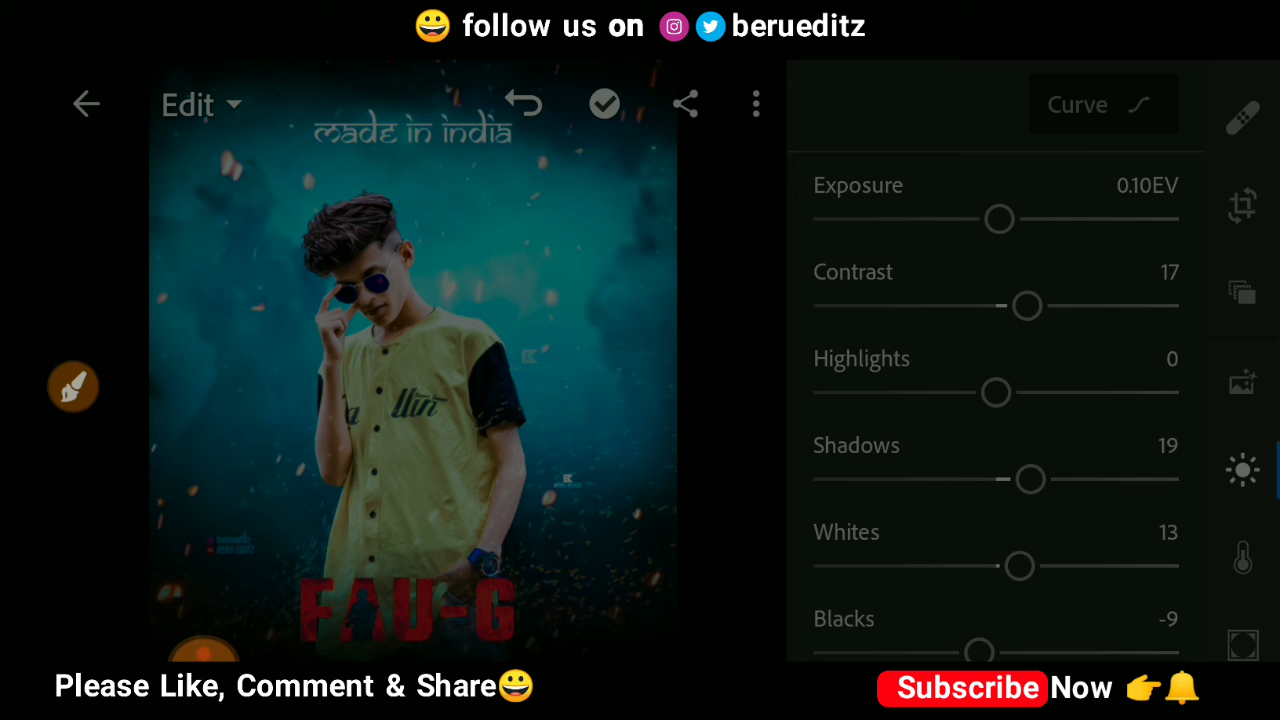 😀 follow us on berueditz
Edit
Curve
made in india
Exposure 0.10EV
Contrast 17
Highlights 0
Shadows 19
Whites 13
Blacks -9
llin
FAU-G
Please Like, Comment & Share😀
Subscribe Now 👉🔔